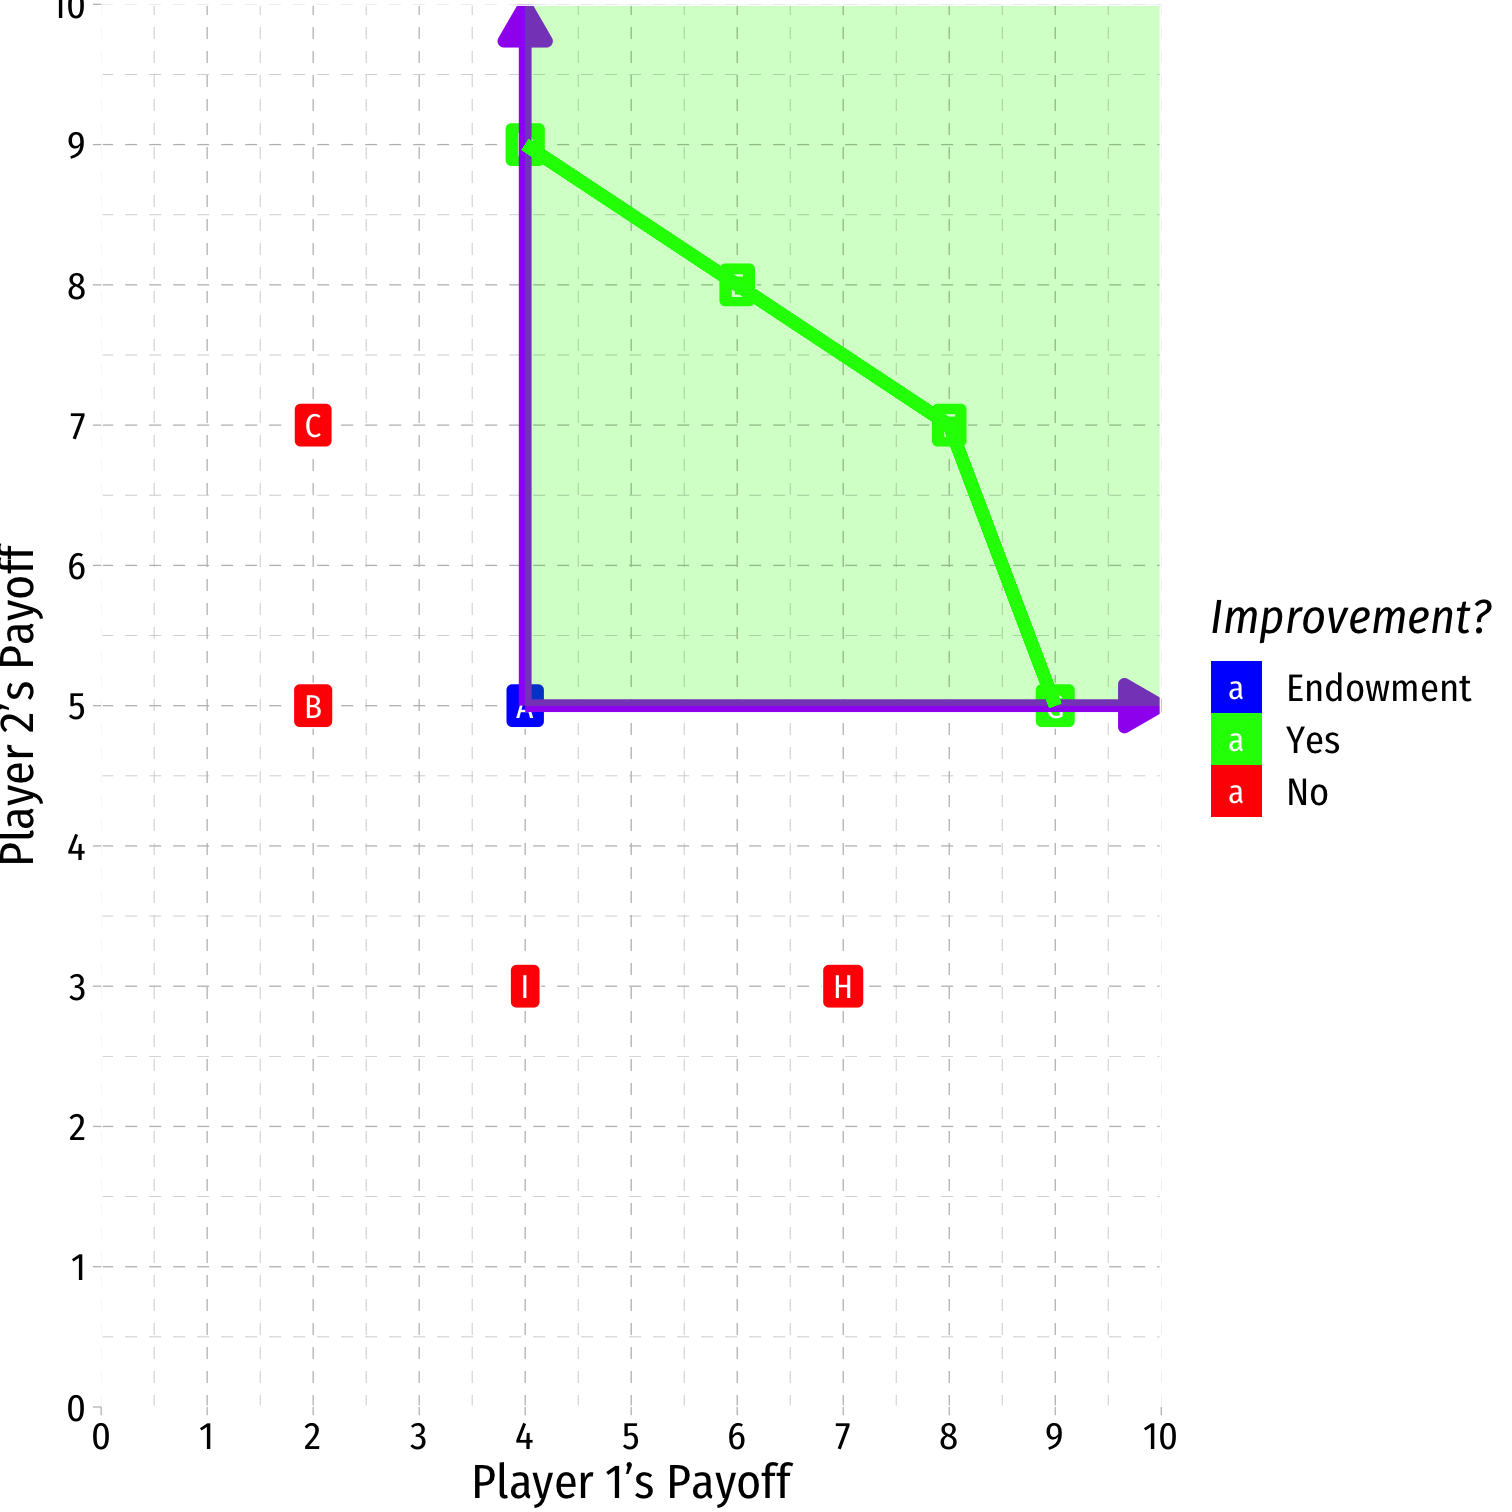 10
9
8
7
6
5
4
3
2
1
0
0 1 2 3 4 5 6 7 8 9 10
Player 2's Payoff
Player 1's Payoff
C
B
A
G
I
H
Improvement?
a Endowment
a Yes
a No